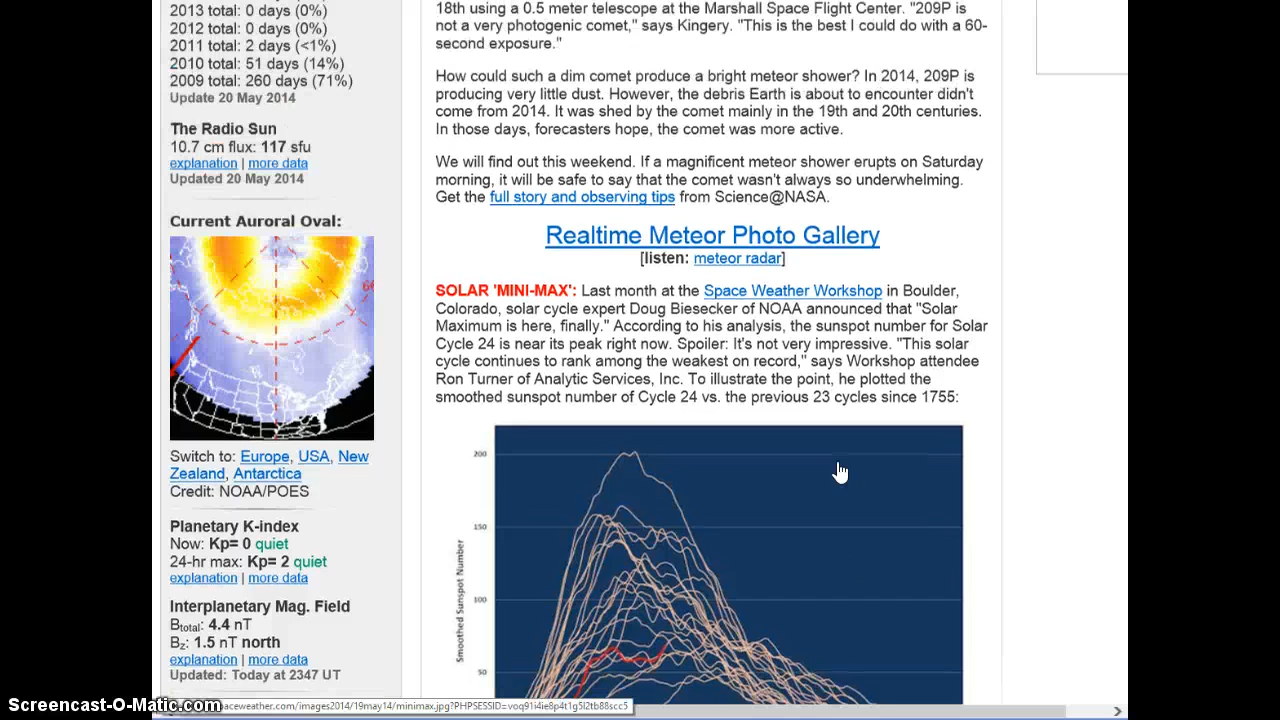 2013 total: 0 days (0%)
2012 total: 0 days (0%)
2011 total: 2 days (<1%)
2010 total: 51 days (14%)
2009 total: 260 days (71%)
Update 20 May 2014
The Radio Sun
10.7 cm flux: 117 sfu
explanation | more data
Updated 20 May 2014
Current Auroral Oval:
Switch to: Europe, USA, New
Zealand, Antarctica
Credit: NOAA/POES
Planetary K-index
Now: Kp= 0 quiet
24-hr max: Kp= 2 quiet
explanation | more data
Interplanetary Mag. Field
Btotal: 4.4 nT
Bz: 1.5 nT north
explanation | more data
Updated: Today at 2347 UT
18th using a 0.5 meter telescope at the Marshall Space Flight Center. "209P is
not a very photogenic comet," says Kingery. "This is the best I could do with a 60-
second exposure."
How could such a dim comet produce a bright meteor shower? In 2014, 209P is
producing very little dust. However, the debris Earth is about to encounter didn't
come from 2014. It was shed by the comet mainly in the 19th and 20th centuries.
In those days, forecasters hope, the comet was more active.
We will find out this weekend. If a magnificent meteor shower erupts on Saturday
morning, it will be safe to say that the comet wasn't always so underwhelming.
Get the full story and observing tips from Science@NASA.
Realtime Meteor Photo Gallery
[listen: meteor radar]
SOLAR 'MINI-MAX': Last month at the Space Weather Workshop in Boulder,
Colorado, solar cycle expert Doug Biesecker of NOAA announced that "Solar
Maximum is here, finally." According to his analysis, the sunspot number for Solar
Cycle 24 is near its peak right now. Spoiler: It's not very impressive. "This solar
cycle continues to rank among the weakest on record," says Workshop attendee
Ron Turner of Analytic Services, Inc. To illustrate the point, he plotted the
smoothed sunspot number of Cycle 24 vs. the previous 23 cycles since 1755:
200
150
100
50
Smoothed Sunspot Number
Screencast-O-Matic.com
paceweather.com/images2014/19may14/minimax.jpg?PHPSESSID=voq91i4ie8p4t1g5l2tb88scc5